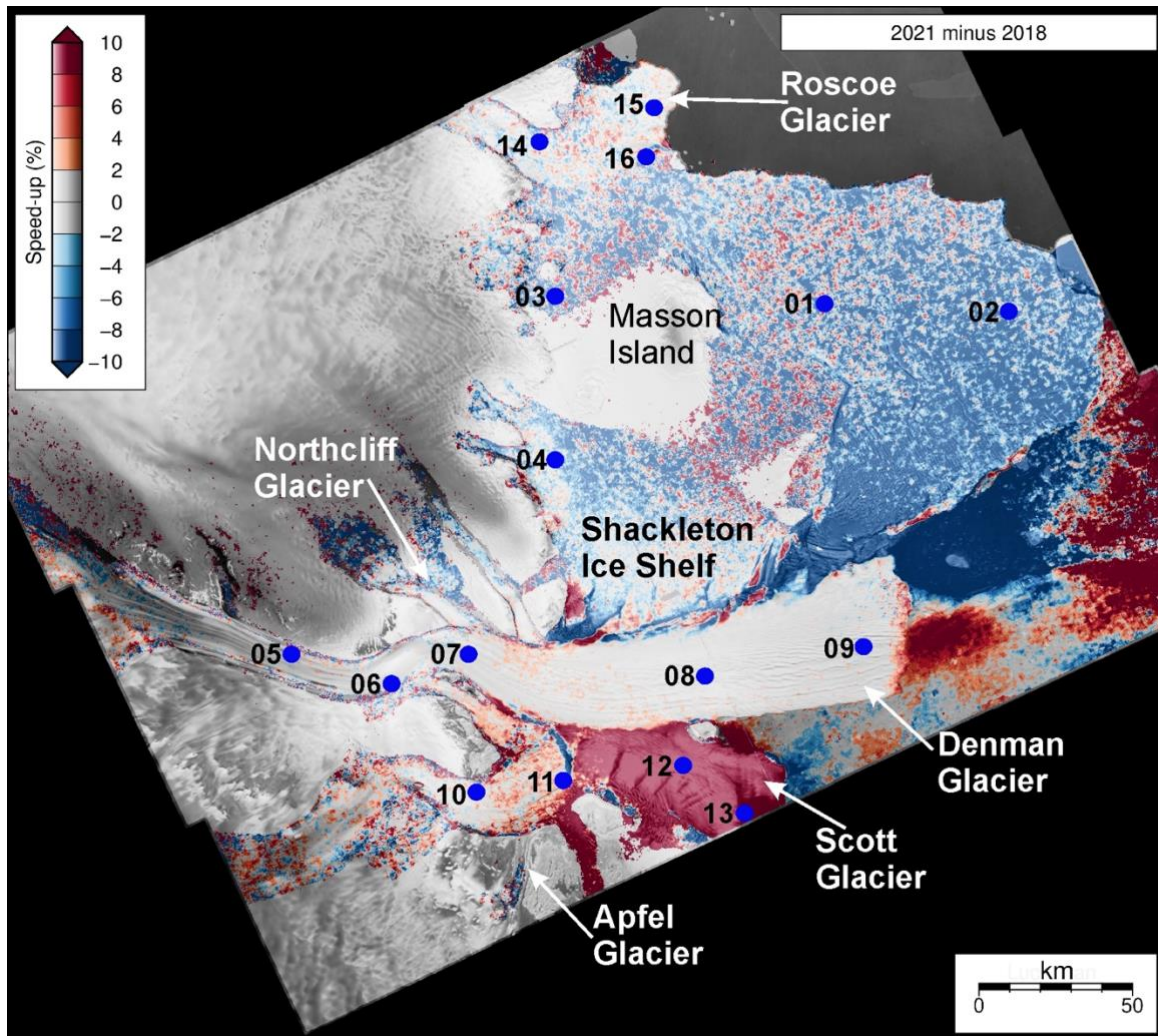 2021 minus 2018
Speed-up (%)
10
8
6
4
2
0
−2
−4
−6
−8
−10
Roscoe
Glacier
15
14
16
03
01
02
Masson
Island
Northcliff
Glacier
04
Shackleton
Ice Shelf
05
07
06
08
09
Denman
Glacier
10
11
12
13
Scott
Glacier
Apfel
Glacier
km
0
50